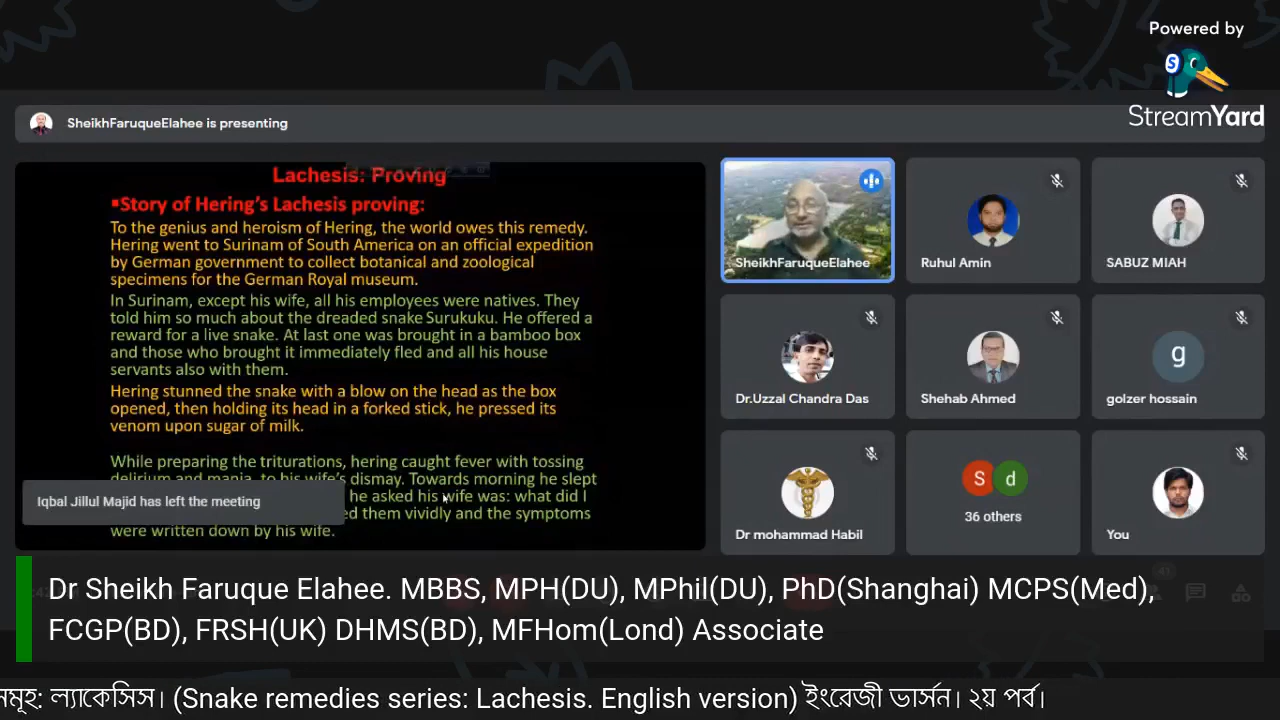 Powered by
StreamYard
SheikhFaruqueElahee is presenting
Lachesis: Proving
▪Story of Hering's Lachesis proving:
To the genius and heroism of Hering, the world owes this remedy.
Hering went to Surinam of South America on an official expedition
by German government to collect botanical and zoological
specimens for the German Royal museum.
In Surinam, except his wife, all his employees were natives. They
told him so much about the dreaded snake Surukuku. He offered a
reward for a live snake. At last one was brought in a bamboo box
and those who brought it immediately fled and all his house
servants also with them.
Hering stunned the snake with a blow on the head as the box
opened, then holding its head in a forked stick, he pressed its
venom upon sugar of milk.
While preparing the triturations, hering caught fever with tossing
delirium and mania, to his wife's dismay. Towards morning he slept
he asked his wife was: what did I
them vividly and the symptoms
were written down by his wife.
Iqbal Jillul Majid has left the meeting
SheikhFaruqueElahee
Ruhul Amin
SABUZ MIAH
Dr.Uzzal Chandra Das
Shehab Ahmed
g
golzer hossain
Dr mohammad Habil
S d
36 others
You
41
Dr Sheikh Faruque Elahee. MBBS, MPH(DU), MPhil(DU), PhD(Shanghai) MCPS(Med),
FCGP(BD), FRSH(UK) DHMS(BD), MFHom(Lond) Associate
ল্যাকেসিস। (Snake remedies series: Lachesis. English version) ইংরেজী ভার্সন। ২য় পর্ব।